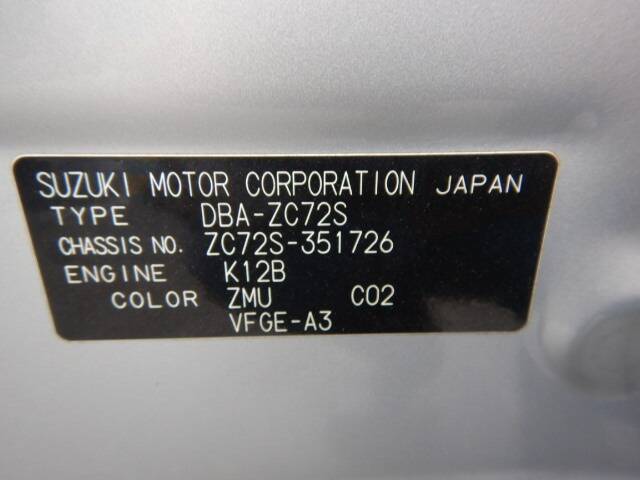 SUZUKI MOTOR CORPORATION JAPAN
TYPE DBA-ZC72S
CHASSIS NO. ZC72S-351726
ENGINE K12B
COLOR ZMU C02
VFGE-A3